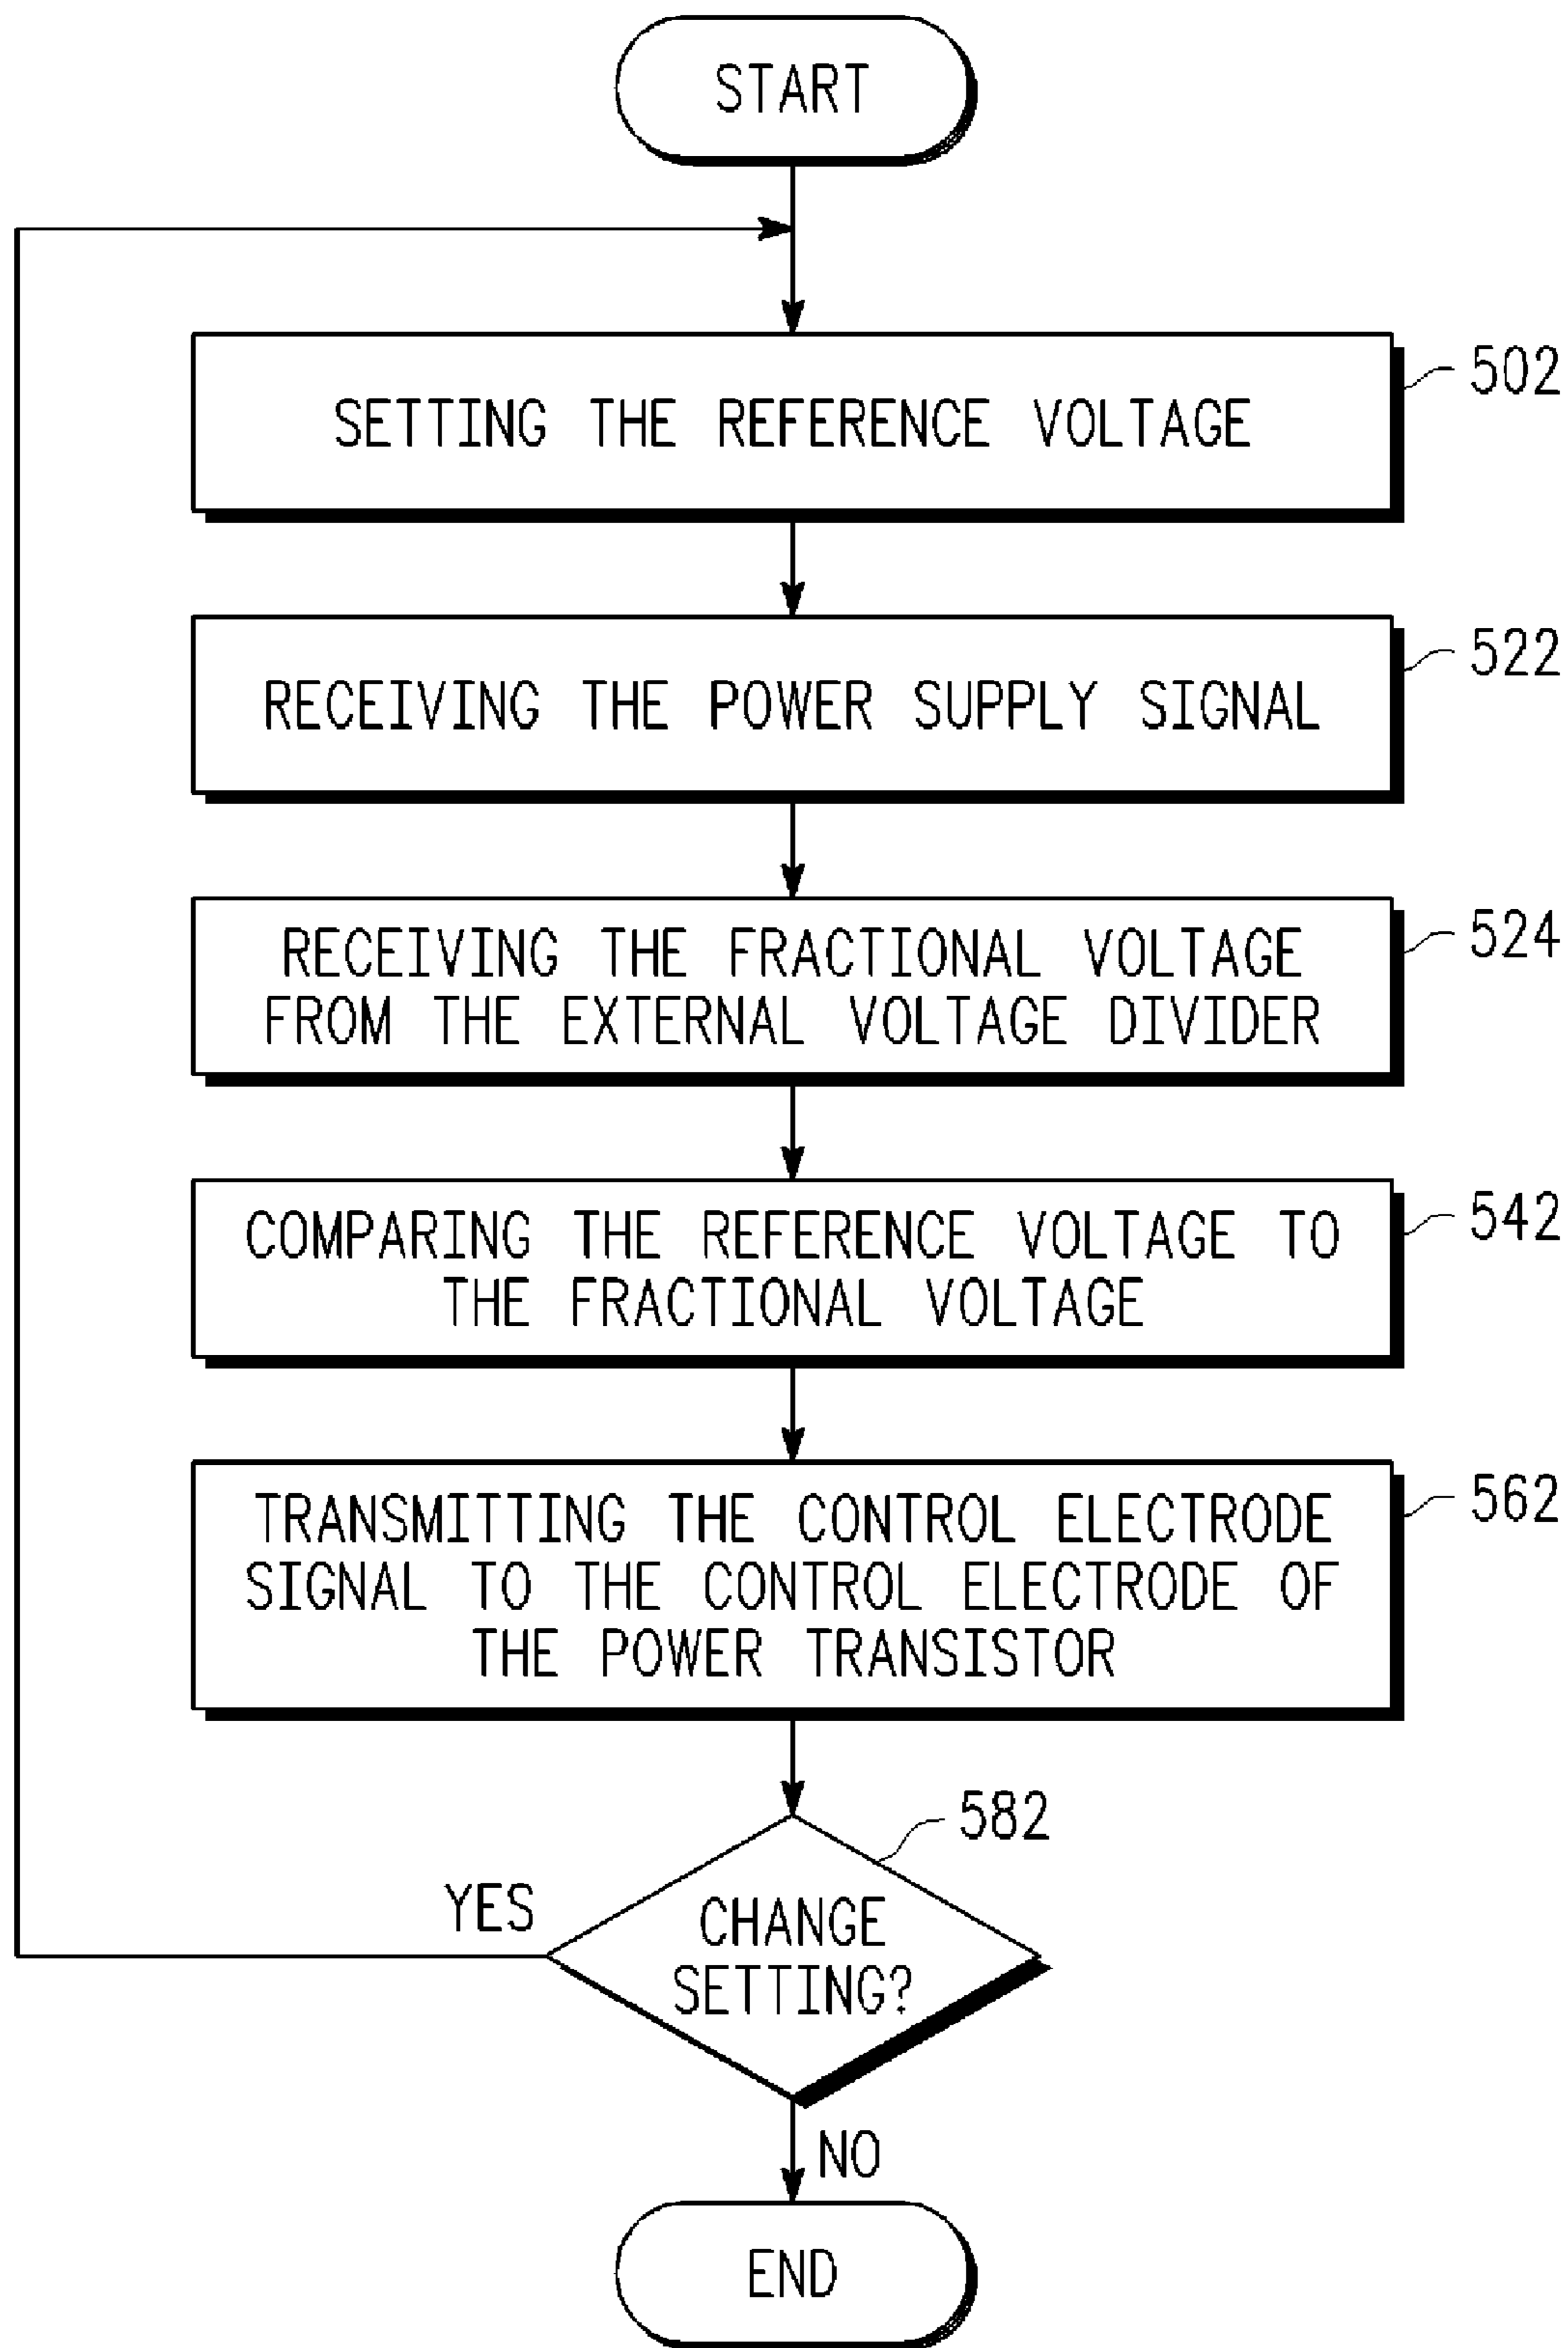 START
SETTING THE REFERENCE VOLTAGE
502
RECEIVING THE POWER SUPPLY SIGNAL
522
RECEIVING THE FRACTIONAL VOLTAGE
FROM THE EXTERNAL VOLTAGE DIVIDER
524
COMPARING THE REFERENCE VOLTAGE TO
THE FRACTIONAL VOLTAGE
542
TRANSMITTING THE CONTROL ELECTRODE
SIGNAL TO THE CONTROL ELECTRODE OF
THE POWER TRANSISTOR
562
582
YES
CHANGE
SETTING?
NO
END